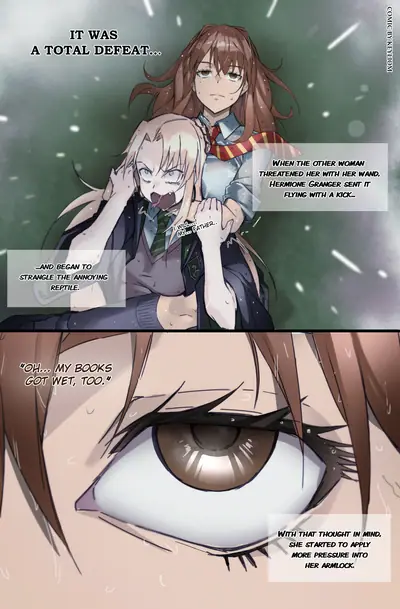 COMIC BY KEYEBOM
IT WAS
A TOTAL DEFEAT...
WHEN THE OTHER WOMAN
THREATENED HER WITH HER WAND,
HERMIONE GRANGER SENT IT
FLYING WITH A KICK...
FATHER...
...AND BEGAN TO
STRANGLE THE ANNOYING
REPTILE.
"OH... MY BOOKS
GOT WET, TOO."
WITH THAT THOUGHT IN MIND,
SHE STARTED TO APPLY
MORE PRESSURE INTO
HER ARMLOCK.